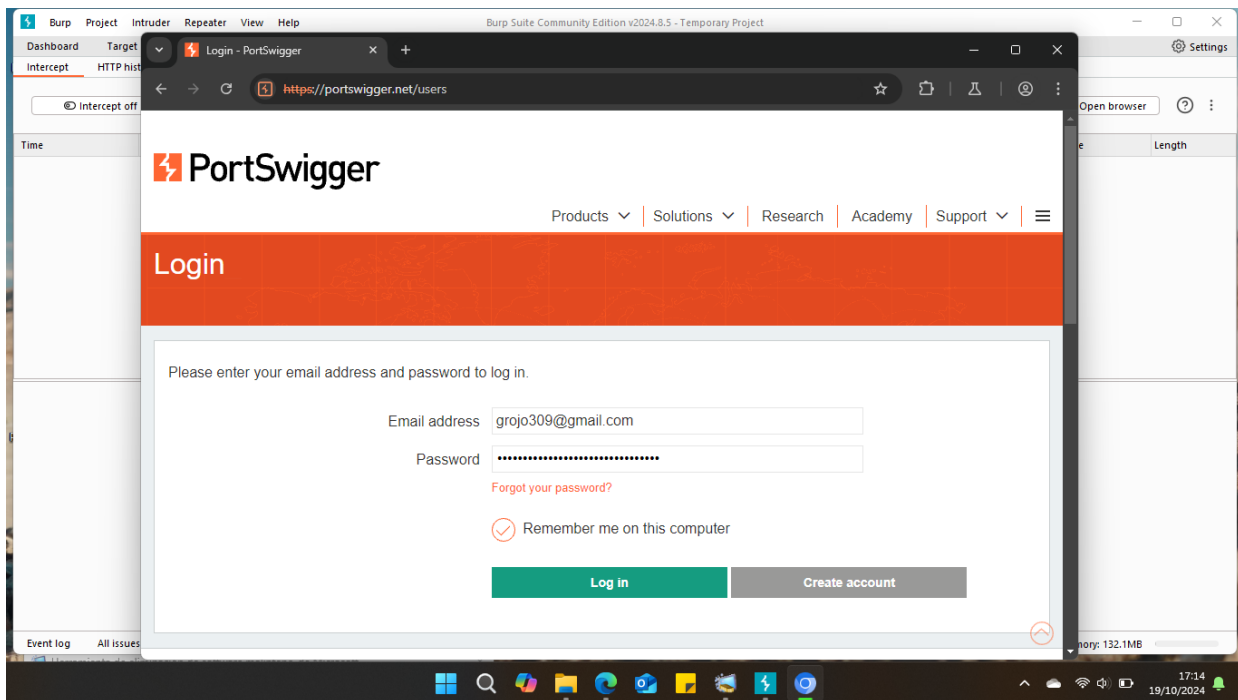 Burp Project Intruder Repeater View Help Burp Suite Community Edition v2024.8.5 - Temporary Project
Dashboard Target Login - PortSwigger Settings
Intercept HTTP hist
https://portswigger.net/users
Intercept off Open browser
Time Length
PortSwigger
Products Solutions Research Academy Support
Login
Please enter your email address and password to log in.
Email address grojo309@gmail.com
Password ••••••••••••••••••••••••••••••••
Forgot your password?
Remember me on this computer
Log in Create account
Event log All issues mory: 132.1MB
17:14
19/10/2024